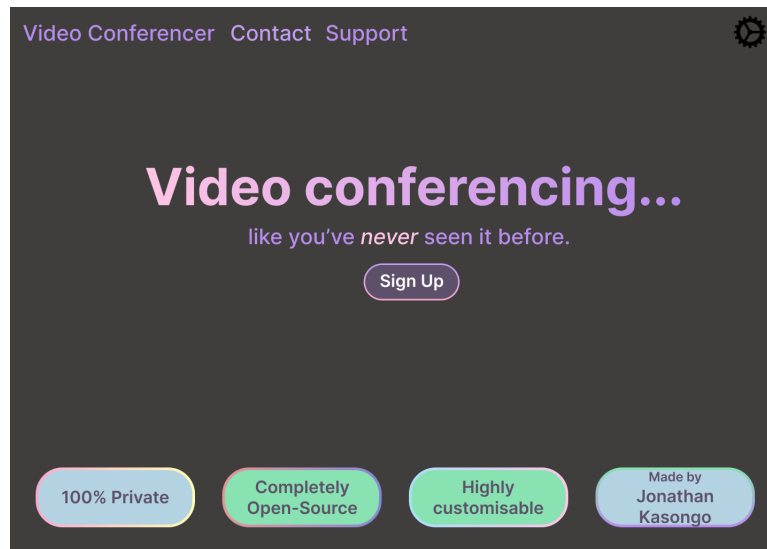 Video Conferencer Contact Support
Video conferencing...
like you’ve never seen it before.
Sign Up
100% Private
Completely
Open-Source
Highly
customisable
Made by
Jonathan
Kasongo